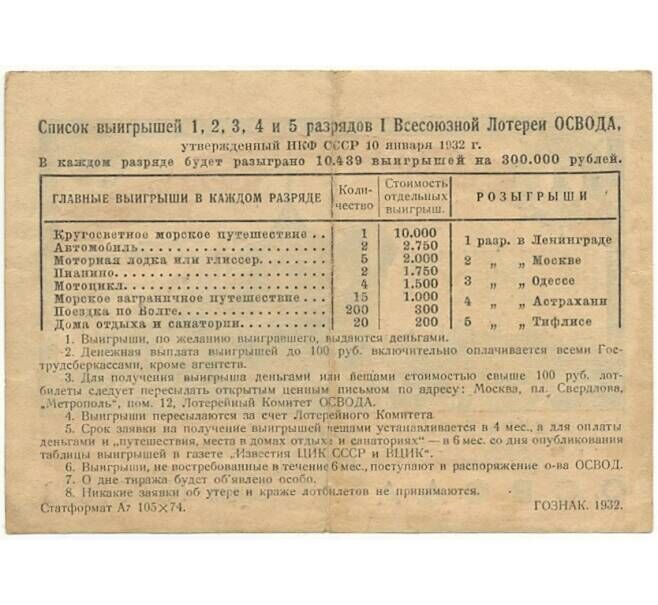 Список выигрышей 1, 2, 3, 4 и 5 разрядов I Всесоюзной Лотереи ОСВОДА,
утвержденный НКФ СССР 10 января 1932 г.
В каждом разряде будет разыграно 10.439 выигрышей на 300.000 рублей.
ГЛАВНЫЕ ВЫИГРЫШИ В КАЖДОМ РАЗРЯДЕ Коли-чество Стоимость отдельных выигрыш. РОЗЫГРЫШИ
Кругосветное морское путешествие . . 1 10.000 1 разр. в Ленинграде
Автомобиль 2 2.750
Моторная лодка или глиссер 5 2.000 2 „ „ Москве
Пианино 2 1.750
Мотоцикл 4 1.500 3 „ „ Одессе
Морское заграничное путешествие 15 1.000 4 „ „ Астрахани
Поездка по Волге 200 300
Дома отдыха и санатории 20 200 5 „ „ Тифлисе
1. Выигрыши, по желанию выигравшего, выдаются деньгами.
2. Денежная выплата выигрышей до 100 руб. включительно оплачивается всеми Гос-
трудсберкассами, кроме агентств.
3. Для получения выигрыша деньгами или вещами стоимостью свыше 100 руб. лот-
билеты следует пересылать открытым ценным письмом по адресу: Москва, пл. Свердлова,
„Метрополь", пом. 12, Лотерейный Комитет ОСВОДА.
4. Выигрыши пересылаются за счет Лотерейного Комитета
5. Срок заявки на получение выигрышей вещами устанавливается в 4 мес., а для оплаты
деньгами и „путешествия, места в домах отдыха и санаториях" — в 6 мес. со дня опубликования
таблицы выигрышей в газете „Известия ЦИК СССР и ВЦИК".
6. Выигрыши, не востребованные в течение 6 мес., поступают в распоряжение о-ва ОСВОД.
7. О дне тиража будет об'явлено особо.
8. Никакие заявки об утере и краже лотбилетов не принимаются.
Статформат А7 105×74. ГОЗНАК. 1932.